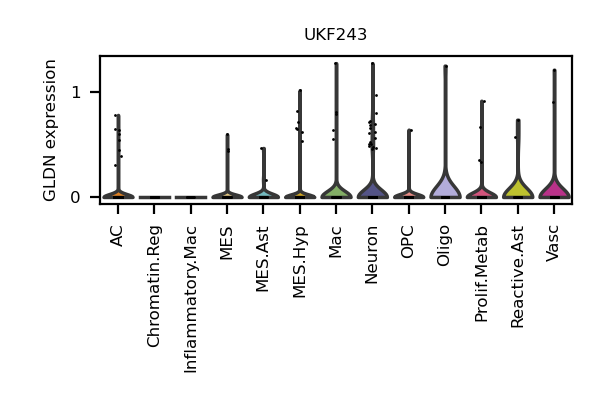 UKF243
GLDN expression
1
0
AC
Chromatin.Reg
Inflammatory.Mac
MES
MES.Ast
MES.Hyp
Mac
Neuron
OPC
Oligo
Prolif.Metab
Reactive.Ast
Vasc